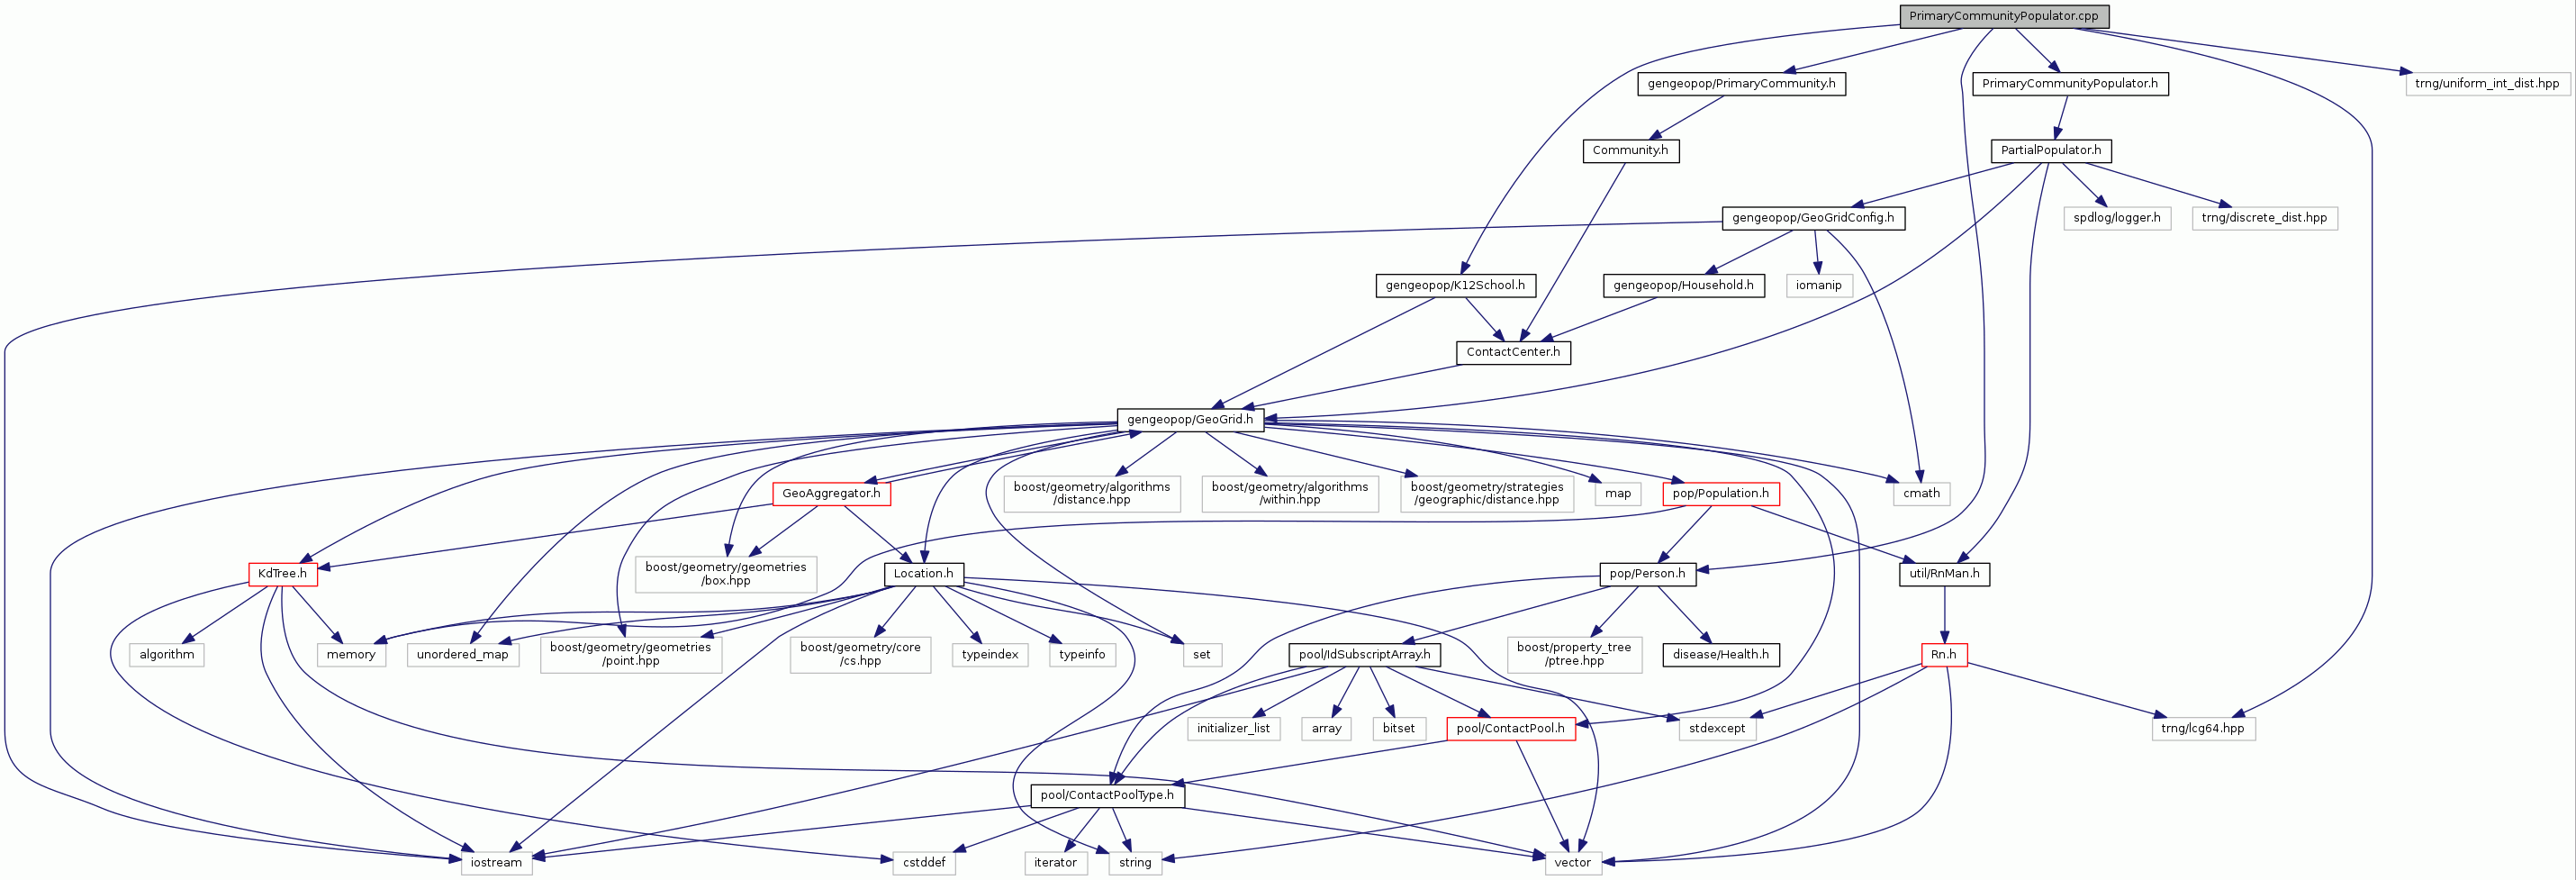 PrimaryCommunityPopulator.cpp
gengeopop/PrimaryCommunity.h
PrimaryCommunityPopulator.h
trng/uniform_int_dist.hpp
Community.h
PartialPopulator.h
gengeopop/GeoGridConfig.h
spdlog/logger.h
trng/discrete_dist.hpp
gengeopop/K12School.h
gengeopop/Household.h
iomanip
ContactCenter.h
gengeopop/GeoGrid.h
GeoAggregator.h
boost/geometry/algorithms
/distance.hpp
boost/geometry/algorithms
/within.hpp
boost/geometry/strategies
/geographic/distance.hpp
map
pop/Population.h
cmath
KdTree.h
boost/geometry/geometries
/box.hpp
Location.h
pop/Person.h
util/RnMan.h
algorithm
memory
unordered_map
boost/geometry/geometries
/point.hpp
boost/geometry/core
/cs.hpp
typeindex
typeinfo
set
pool/IdSubscriptArray.h
boost/property_tree
/ptree.hpp
disease/Health.h
Rn.h
initializer_list
array
bitset
pool/ContactPool.h
stdexcept
trng/lcg64.hpp
pool/ContactPoolType.h
iostream
cstddef
iterator
string
vector